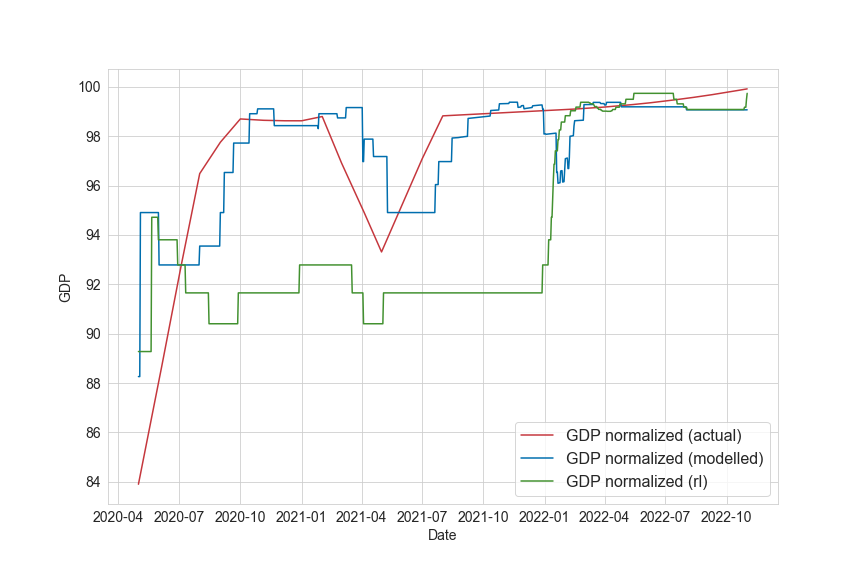 100
98
96
94
92
90
88
86
84
GDP
GDP normalized (actual)
GDP normalized (modelled)
GDP normalized (rl)
2020-04 2020-07 2020-10 2021-01 2021-04 2021-07 2021-10 2022-01 2022-04 2022-07 2022-10
Date